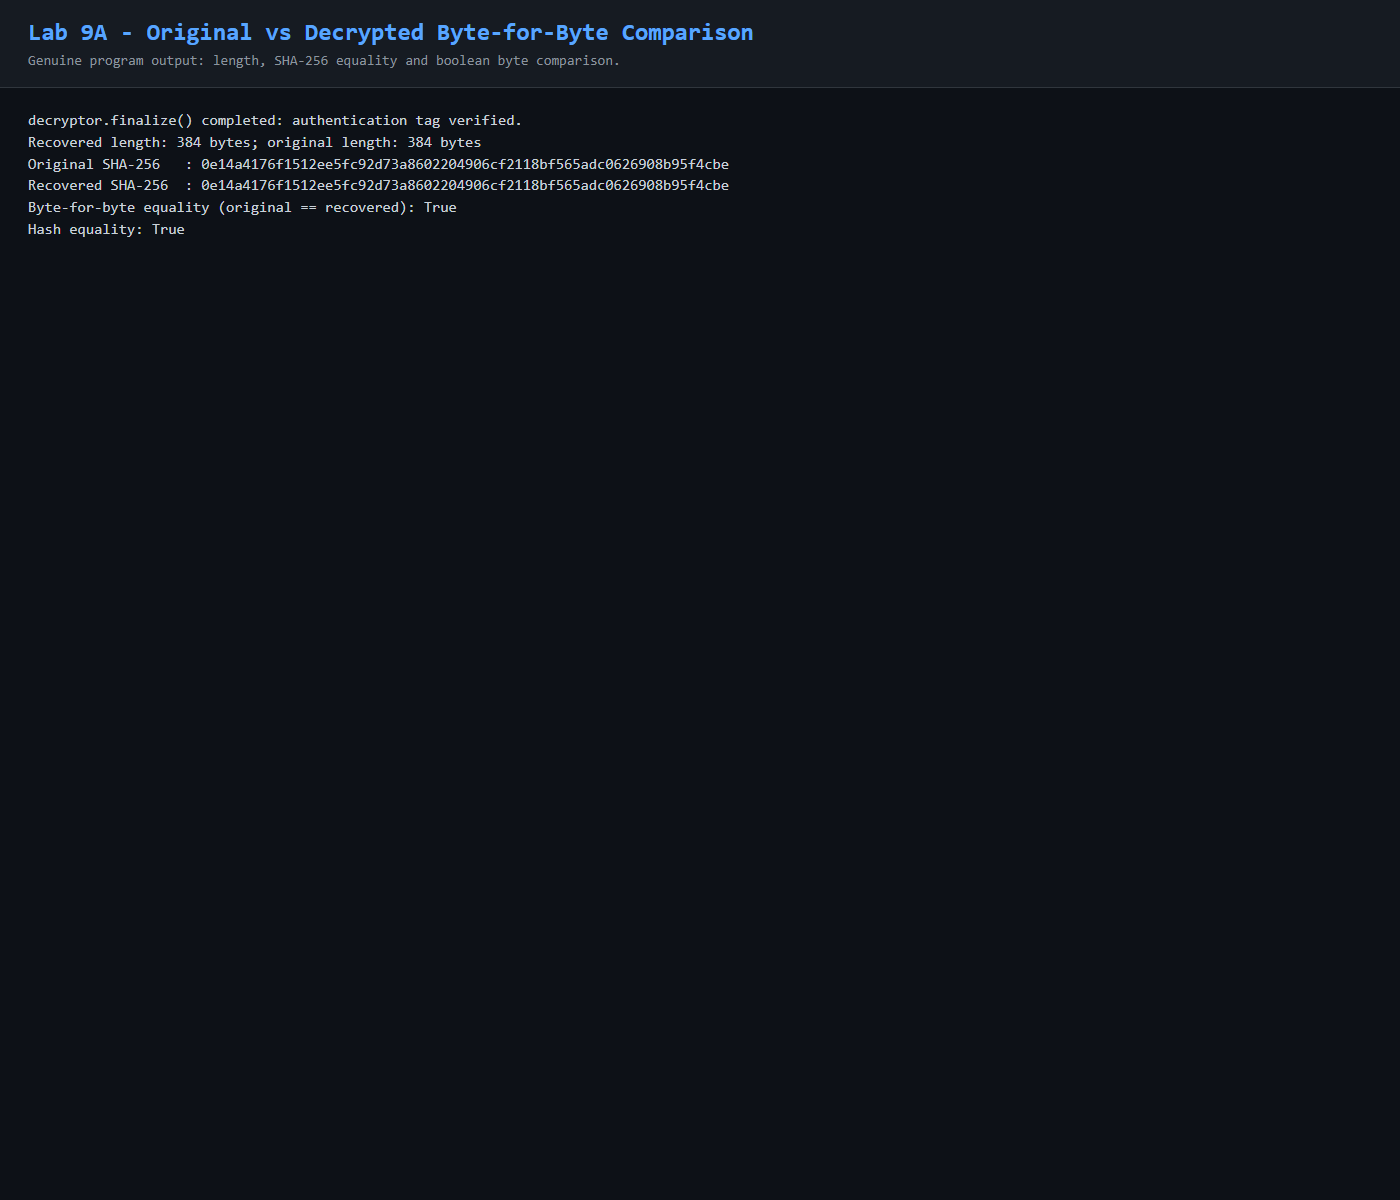 Lab 9A - Original vs Decrypted Byte-for-Byte Comparison
Genuine program output: length, SHA-256 equality and boolean byte comparison.
decryptor.finalize() completed: authentication tag verified.
Recovered length: 384 bytes; original length: 384 bytes
Original SHA-256   : 0e14a4176f1512ee5fc92d73a8602204906cf2118bf565adc0626908b95f4cbe
Recovered SHA-256  : 0e14a4176f1512ee5fc92d73a8602204906cf2118bf565adc0626908b95f4cbe
Byte-for-byte equality (original == recovered): True
Hash equality: True